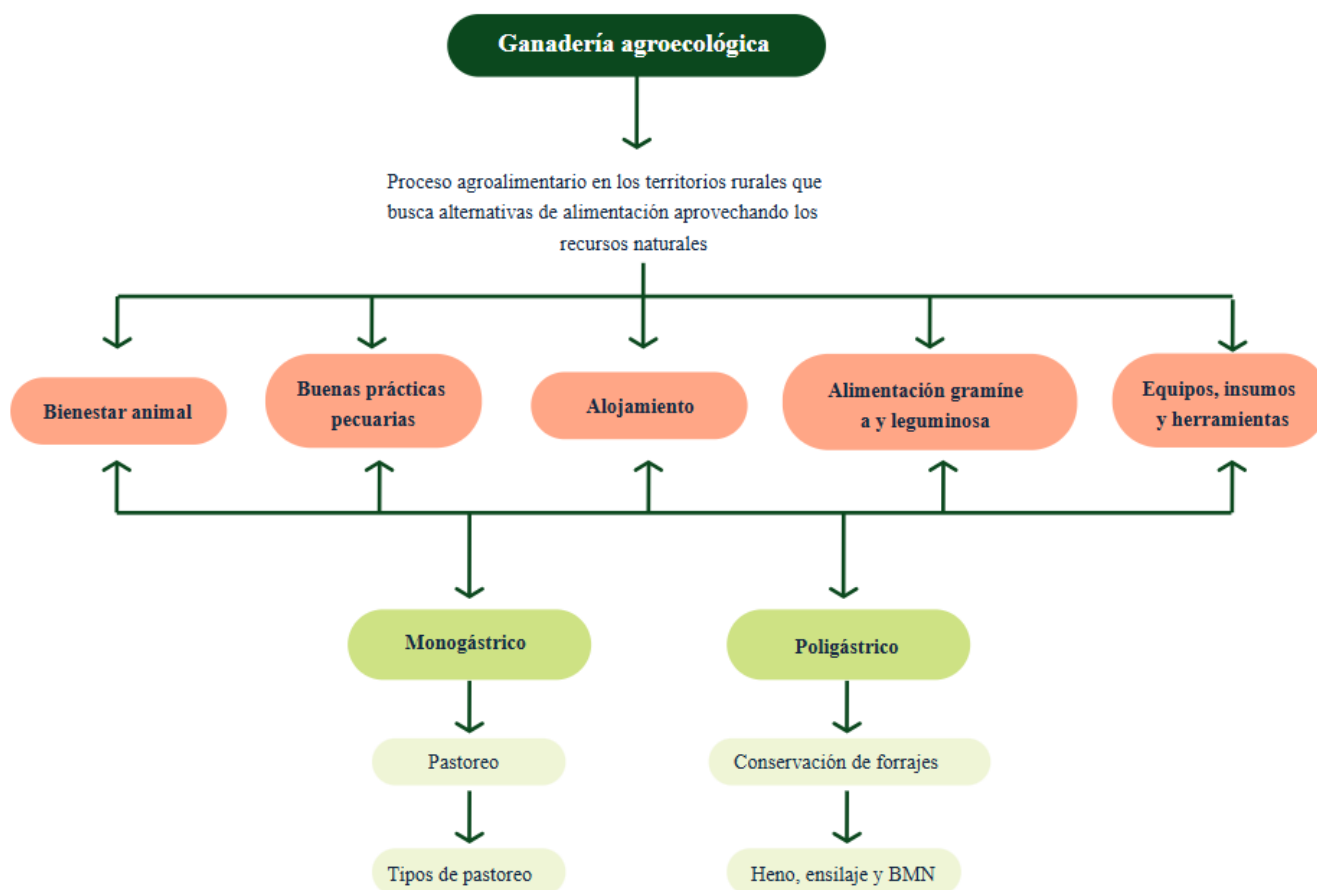 Ganadería agroecológica
Proceso agroalimentario en los territorios rurales que
busca alternativas de alimentación aprovechando los
recursos naturales
Bienestar animal
Buenas prácticas
pecuarias
Alojamiento
Alimentación gramíne
a y leguminosa
Equipos, insumos
y herramientas
Monogástrico
Poligástrico
Pastoreo
Conservación de forrajes
Tipos de pastoreo
Heno, ensilaje y BMN